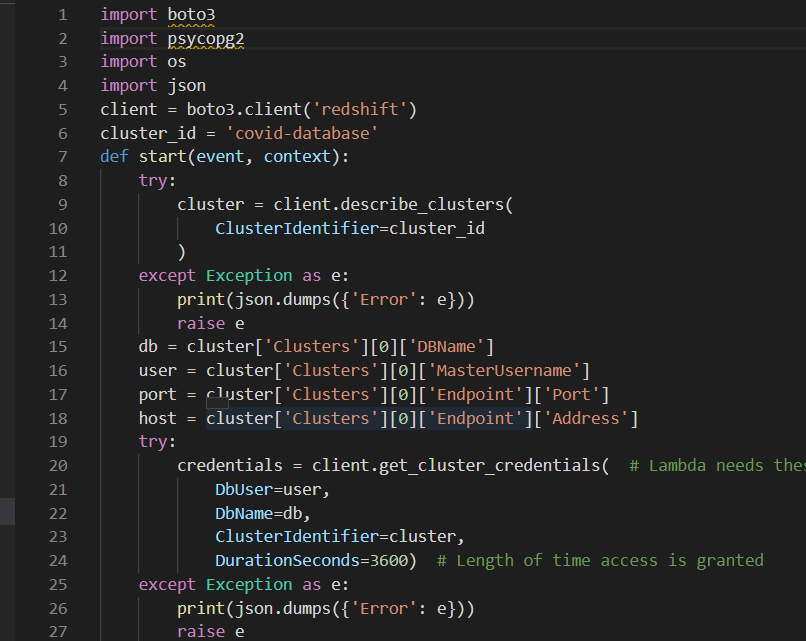 1 import boto3
2 import psycopg2
3 import os
4 import json
5 client = boto3.client('redshift')
6 cluster_id = 'covid-database'
7 def start(event, context):
8     try:
9         cluster = client.describe_clusters(
10             ClusterIdentifier=cluster_id
11         )
12     except Exception as e:
13         print(json.dumps({'Error': e}))
14         raise e
15     db = cluster['Clusters'][0]['DBName']
16     user = cluster['Clusters'][0]['MasterUsername']
17     port = cluster['Clusters'][0]['Endpoint']['Port']
18     host = cluster['Clusters'][0]['Endpoint']['Address']
19     try:
20         credentials = client.get_cluster_credentials(  # Lambda needs
21             DbUser=user,
22             DbName=db,
23             ClusterIdentifier=cluster,
24             DurationSeconds=3600)  # Length of time access is granted
25     except Exception as e:
26         print(json.dumps({'Error': e}))
27         raise e